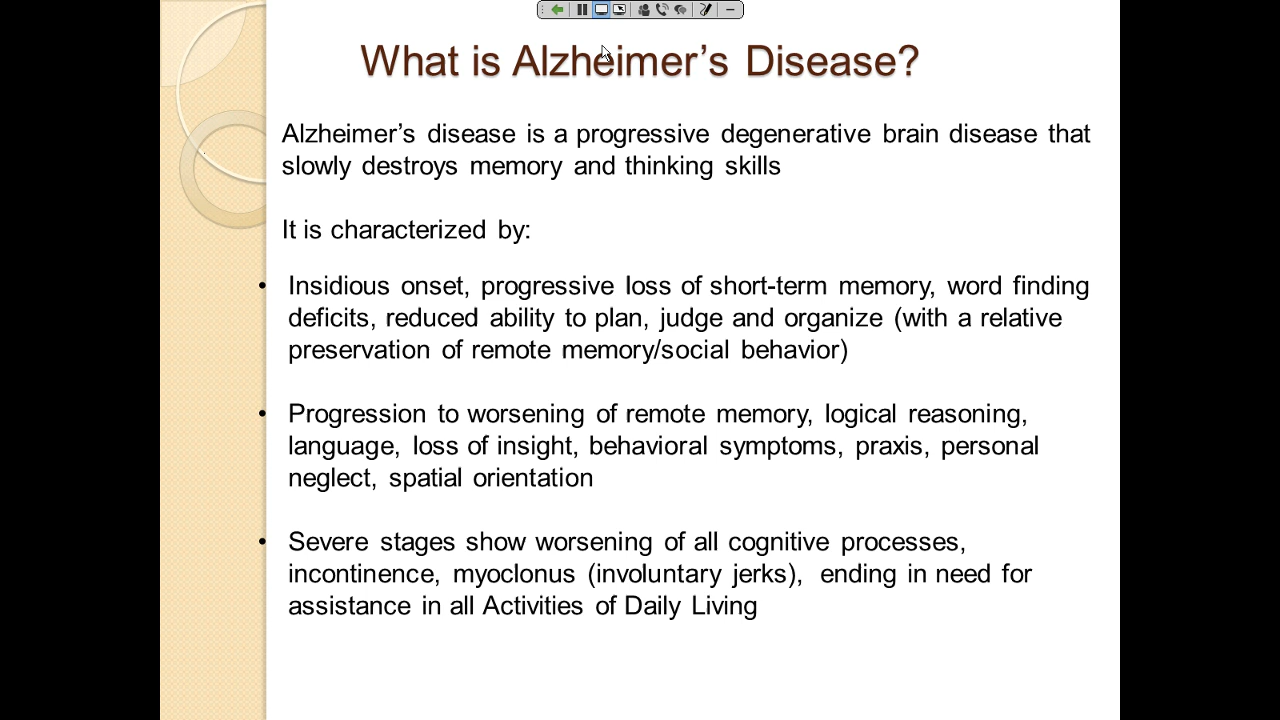 What is Alzheimer’s Disease?
Alzheimer’s disease is a progressive degenerative brain disease that
slowly destroys memory and thinking skills
It is characterized by:
• Insidious onset, progressive loss of short-term memory, word finding
deficits, reduced ability to plan, judge and organize (with a relative
preservation of remote memory/social behavior)
• Progression to worsening of remote memory, logical reasoning,
language, loss of insight, behavioral symptoms, praxis, personal
neglect, spatial orientation
• Severe stages show worsening of all cognitive processes,
incontinence, myoclonus (involuntary jerks), ending in need for
assistance in all Activities of Daily Living